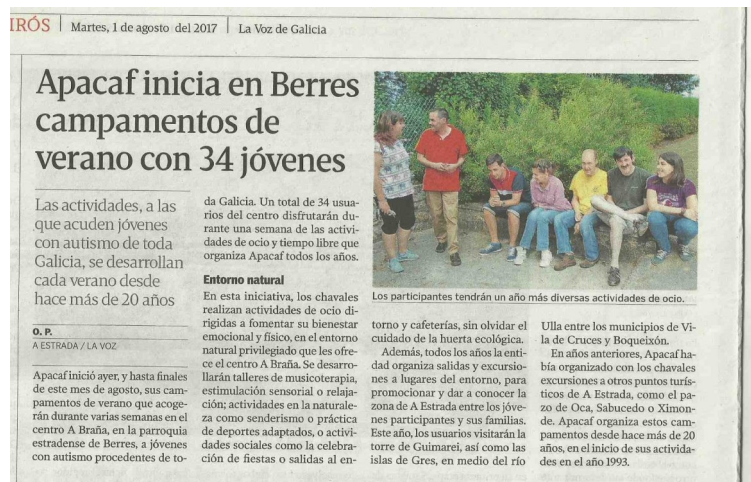 IRÓS | Martes, 1 de agosto del 2017 | La Voz de Galicia
Apacaf inicia en Berres
campamentos de
verano con 34 jóvenes
Las actividades, a las
que acuden jóvenes
con autismo de toda
Galicia, se desarrollan
cada verano desde
hace más de 20 años
O. P.
A ESTRADA / LA VOZ
Apacaf inició ayer, y hasta finales
de este mes de agosto, sus cam-
pamentos de verano que acoge-
rán durante varias semanas en el
centro A Braña, en la parroquia
estradense de Berres, a jóvenes
con autismo procedentes de to-
da Galicia. Un total de 34 usua-
rios del centro disfrutarán du-
rante una semana de las activi-
dades de ocio y tiempo libre que
organiza Apacaf todos los años.
Entorno natural
En esta iniciativa, los chavales
realizan actividades de ocio di-
rigidas a fomentar su bienestar
emocional y físico, en el entorno
natural privilegiado que les ofre-
ce el centro A Braña. Se desarro-
llarán talleres de musicoterapia,
estimulación sensorial o relaja-
ción; actividades en la naturale-
za como senderismo o práctica
de deportes adaptados, o activi-
dades sociales como la celebra-
ción de fiestas o salidas al en-
Los participantes tendrán un año más diversas actividades de ocio.
torno y cafeterías, sin olvidar el
cuidado de la huerta ecológica.
Además, todos los años la enti-
dad organiza salidas y excursio-
nes a lugares del entorno, para
promocionar y dar a conocer la
zona de A Estrada entre los jóve-
nes participantes y sus familias.
Este año, los usuarios visitarán la
torre de Guimarei, así como las
islas de Gres, en medio del río
Ulla entre los municipios de Vi-
la de Cruces y Boqueixón.
En años anteriores, Apacaf ha-
bía organizado con los chavales
excursiones a otros puntos turís-
ticos de A Estrada, como el pa-
zo de Oca, Sabucedo o Ximon-
de. Apacaf organiza estos cam-
pamentos desde hace más de 20
años, en el inicio de sus activida-
des en el año 1993.